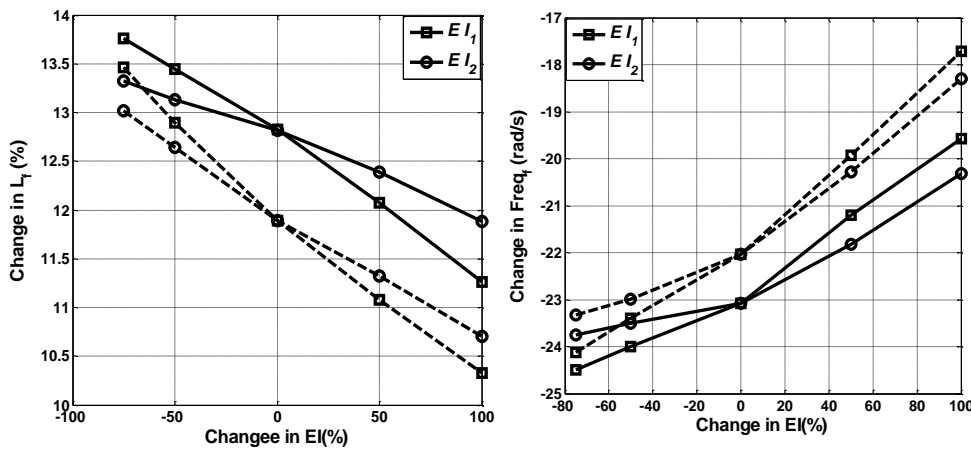 14
13.5
13
12.5
12
11.5
11
10.5
10
-100 -50 0 50 100
Changee in EI(%)
Change in L_f (%)
E I_1
E I_2
-17
-18
-19
-20
-21
-22
-23
-24
-25
-80 -60 -40 -20 0 20 40 60 80 100
Change in EI(%)
Change in Freq_f (rad/s)
E I_1
E I_2